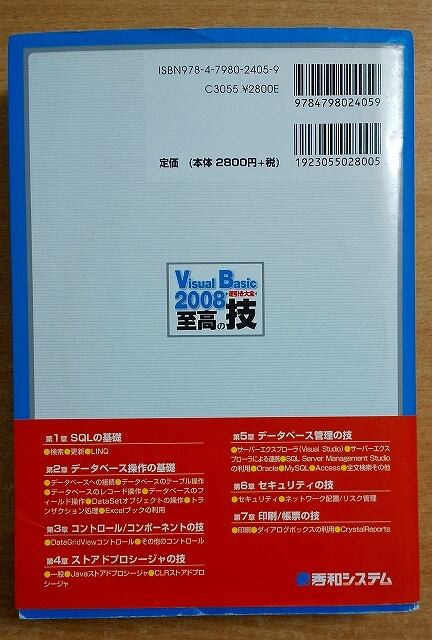 ISBN978-4-7980-2405-9
C3055 ¥2800E
定価 (本体 2800円+税)
9784798024059
1923055028005
Visual Basic
2008 逆引き大全
至高の技
第1章 SQLの基礎
●検索●更新●LINQ
第2章 データベース操作の基礎
●データベースへの接続●データベースのテーブル操作
●データベースのレコード操作●データベースのフ
ィールド操作●DataSetオブジェクトの操作●トラ
ンザクション処理●Excelブックの利用
第3章 コントロール/コンポーネントの技
●DataGridViewコントロール●その他のコントロール
第4章 ストアドプロシージャの技
●一般●Javaストアドプロシージャ●CLRストアドプロ
シージャ
第5章 データベース管理の技
●サーバーエクスプローラ(Visual Studio)●サーバーエクス
プローラによる連携●SQL Server Management Studio
の利用●Oracle●MySQL●Access●全文検索その他
第6章 セキュリティの技
●セキュリティ●ネットワーク配置/リスク管理
第7章 印刷/帳票の技
●印刷●ダイアログボックスの利用●CrystalReports
秀和システム